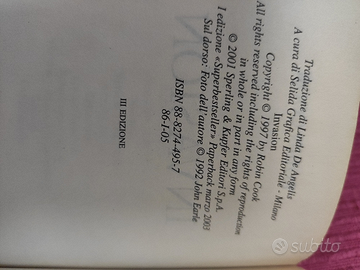 Traduzione di Linda De Angelis
A cura di Selida Grafica Editoriale - Milano
Invasion
Copyright © 1997 by Robin Cook
All rights reserved including the rights of reproduction
in whole or in part in any form
© 2001 Sperling & Kupfer Editori S.p.A.
I edizione «Superbestseller» Paperback marzo 2003
Sul dorso: Foto dell'autore © 1992 John Earle
ISBN 88-8274-495-7
86-I-05
III EDIZIONE
subito